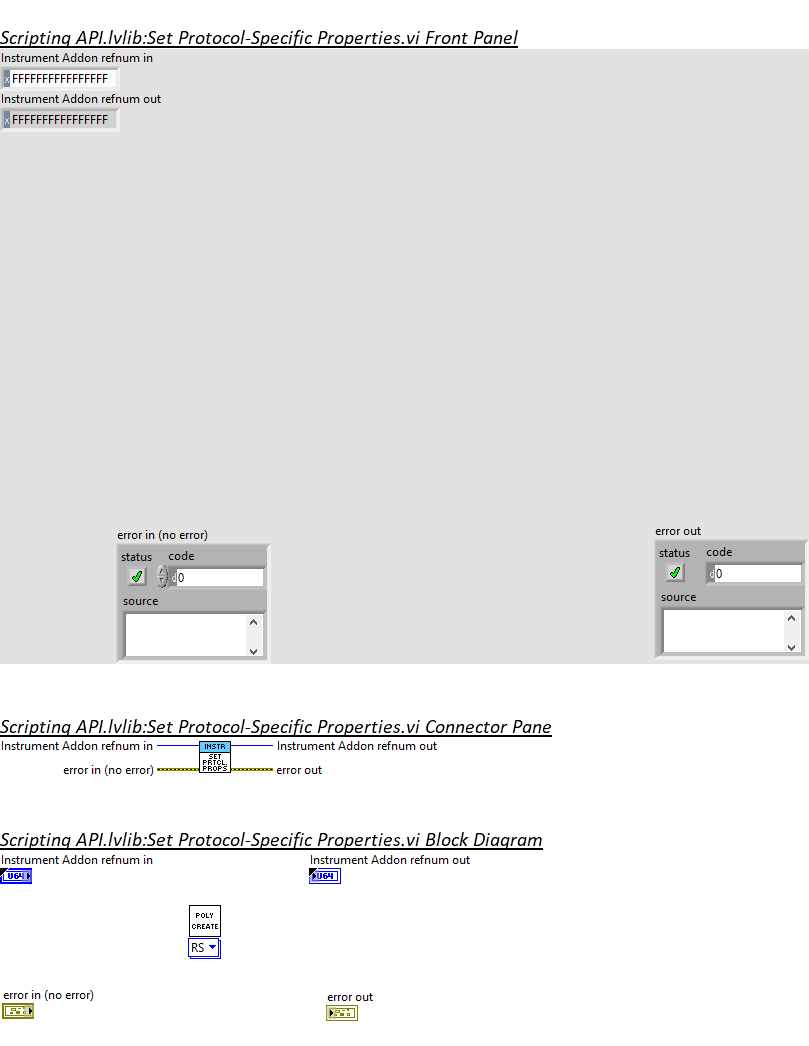 Scripting API.lvlib:Set Protocol-Specific Properties.vi Front Panel
Instrument Addon refnum in
x FFFFFFFFFFFFFFFF
Instrument Addon refnum out
x FFFFFFFFFFFFFFFF
error in (no error)
status code
d 0
source
error out
status code
d 0
source
Scripting API.lvlib:Set Protocol-Specific Properties.vi Connector Pane
Instrument Addon refnum in
INSTR
Instrument Addon refnum out
SET
PRTCL.
PROPS
error in (no error)
error out
Scripting API.lvlib:Set Protocol-Specific Properties.vi Block Diagram
Instrument Addon refnum in
Instrument Addon refnum out
U64
U64
POLY
CREATE
RS
error in (no error)
error out